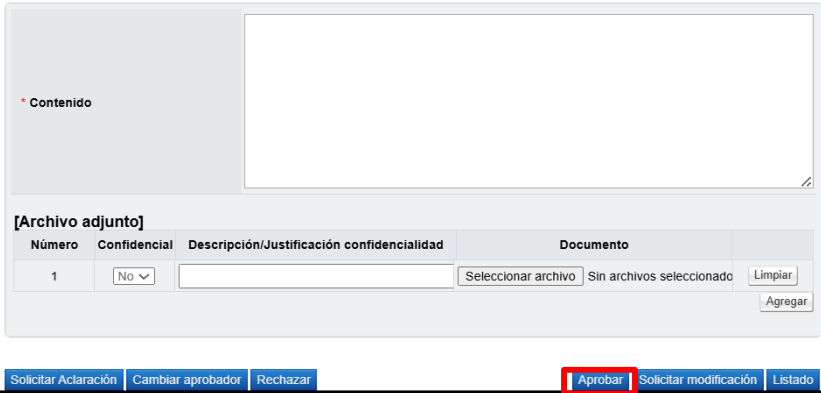 * Contenido
[Archivo adjunto]
Número Confidencial Descripción/Justificación confidencialidad Documento
1 No Seleccionar archivo Sin archivos seleccionado Limpiar
Agregar
Solicitar Aclaración Cambiar aprobador Rechazar Aprobar Solicitar modificación Listado